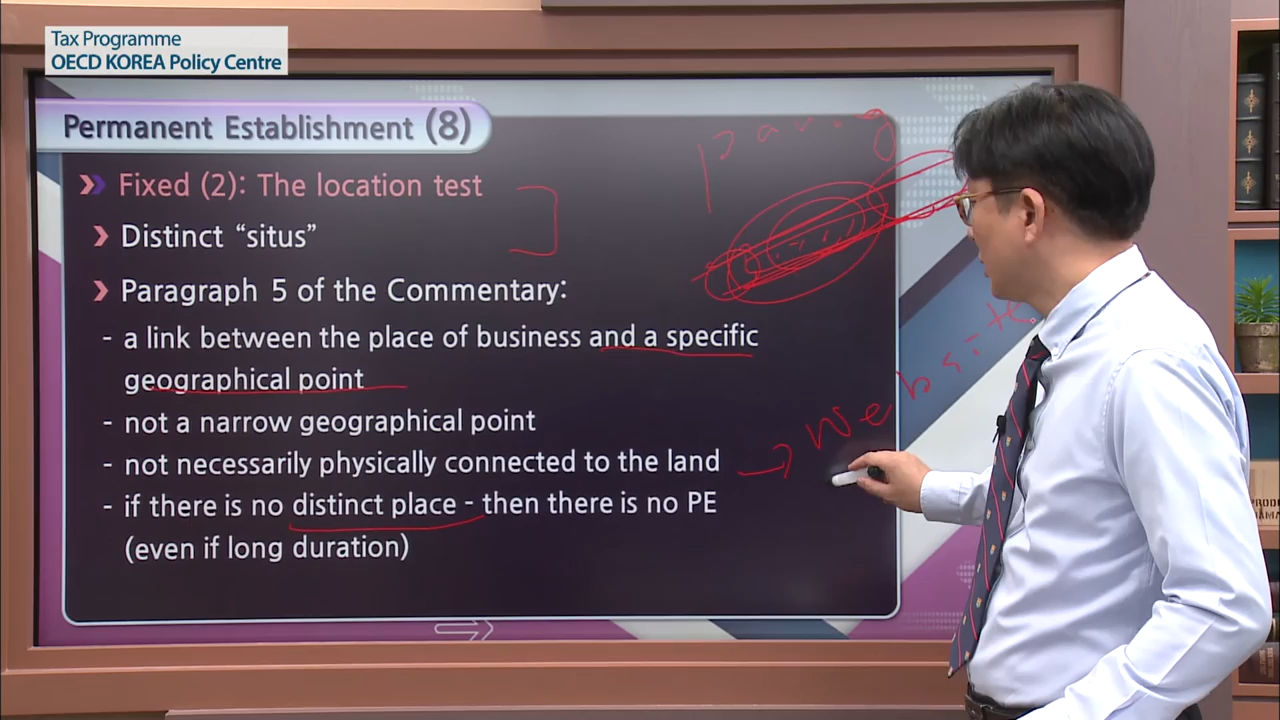 Tax Programme
OECD KOREA Policy Centre
Permanent Establishment (8)
Fixed (2): The location test
Distinct “situs”
Paragraph 5 of the Commentary:
- a link between the place of business and a specific
geographical point
- not a narrow geographical point
- not necessarily physically connected to the land
- if there is no distinct place - then there is no PE
(even if long duration)
Website